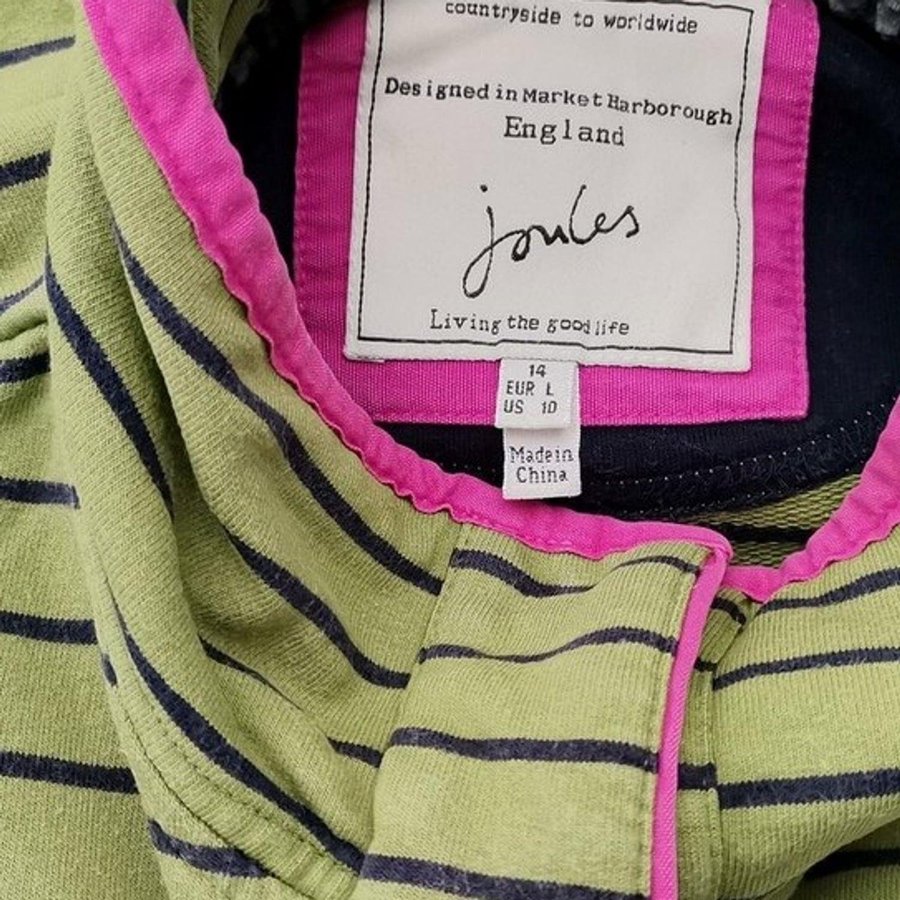 countryside to worldwide
Designed in Market Harborough
England
joules
Living the good life
14
EUR L
US 10
Made in
China